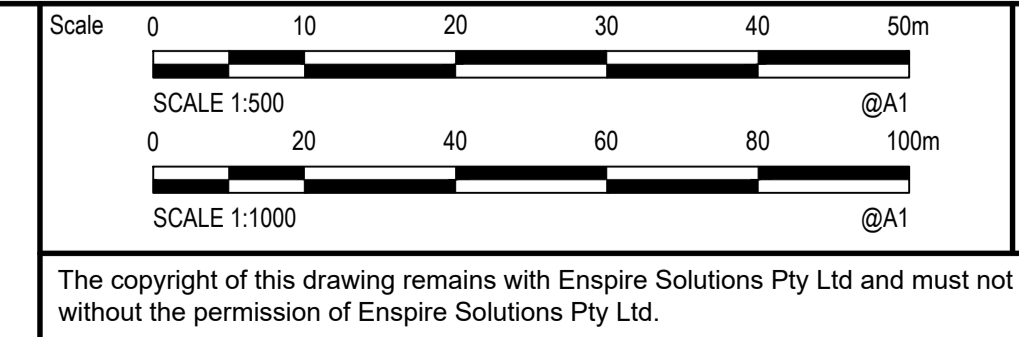 Scale 0 10 20 30 40 50m
SCALE 1:500 @A1
0 20 40 60 80 100m
SCALE 1:1000 @A1
The copyright of this drawing remains with Enspire Solutions Pty Ltd and must not
without the permission of Enspire Solutions Pty Ltd.